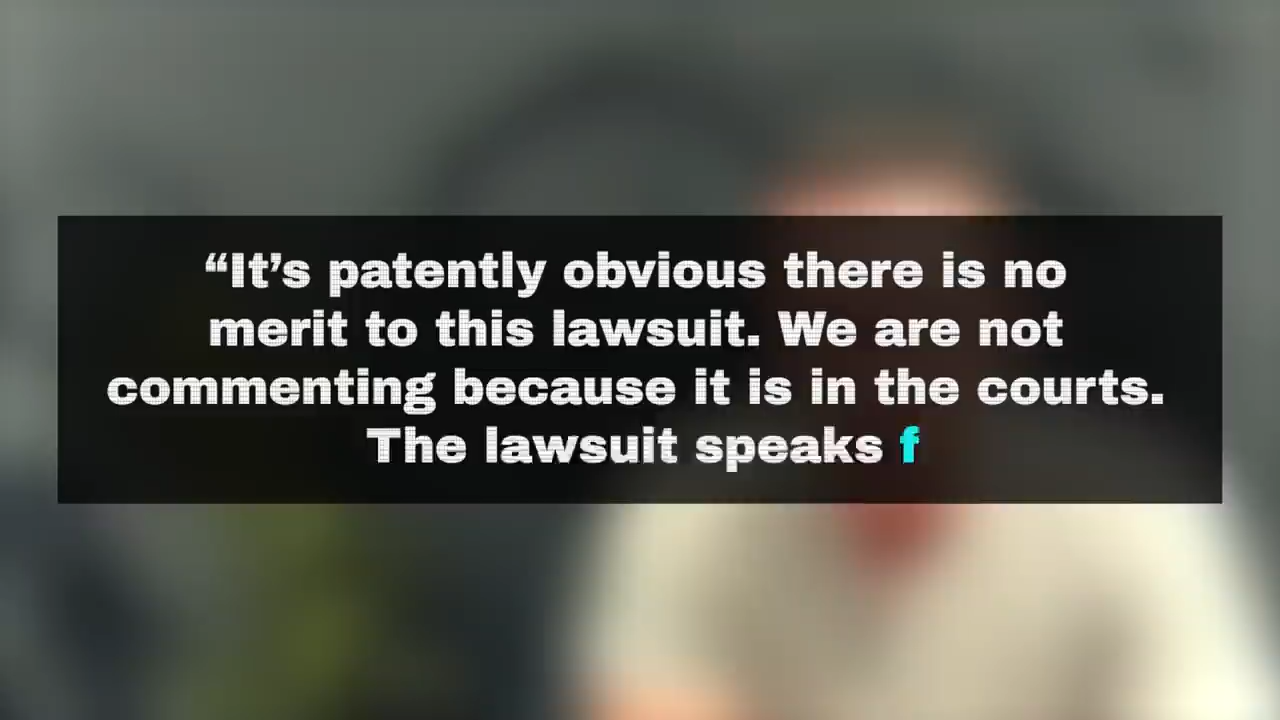 “It’s patently obvious there is no
merit to this lawsuit. We are not
commenting because it is in the courts.
The lawsuit speaks f